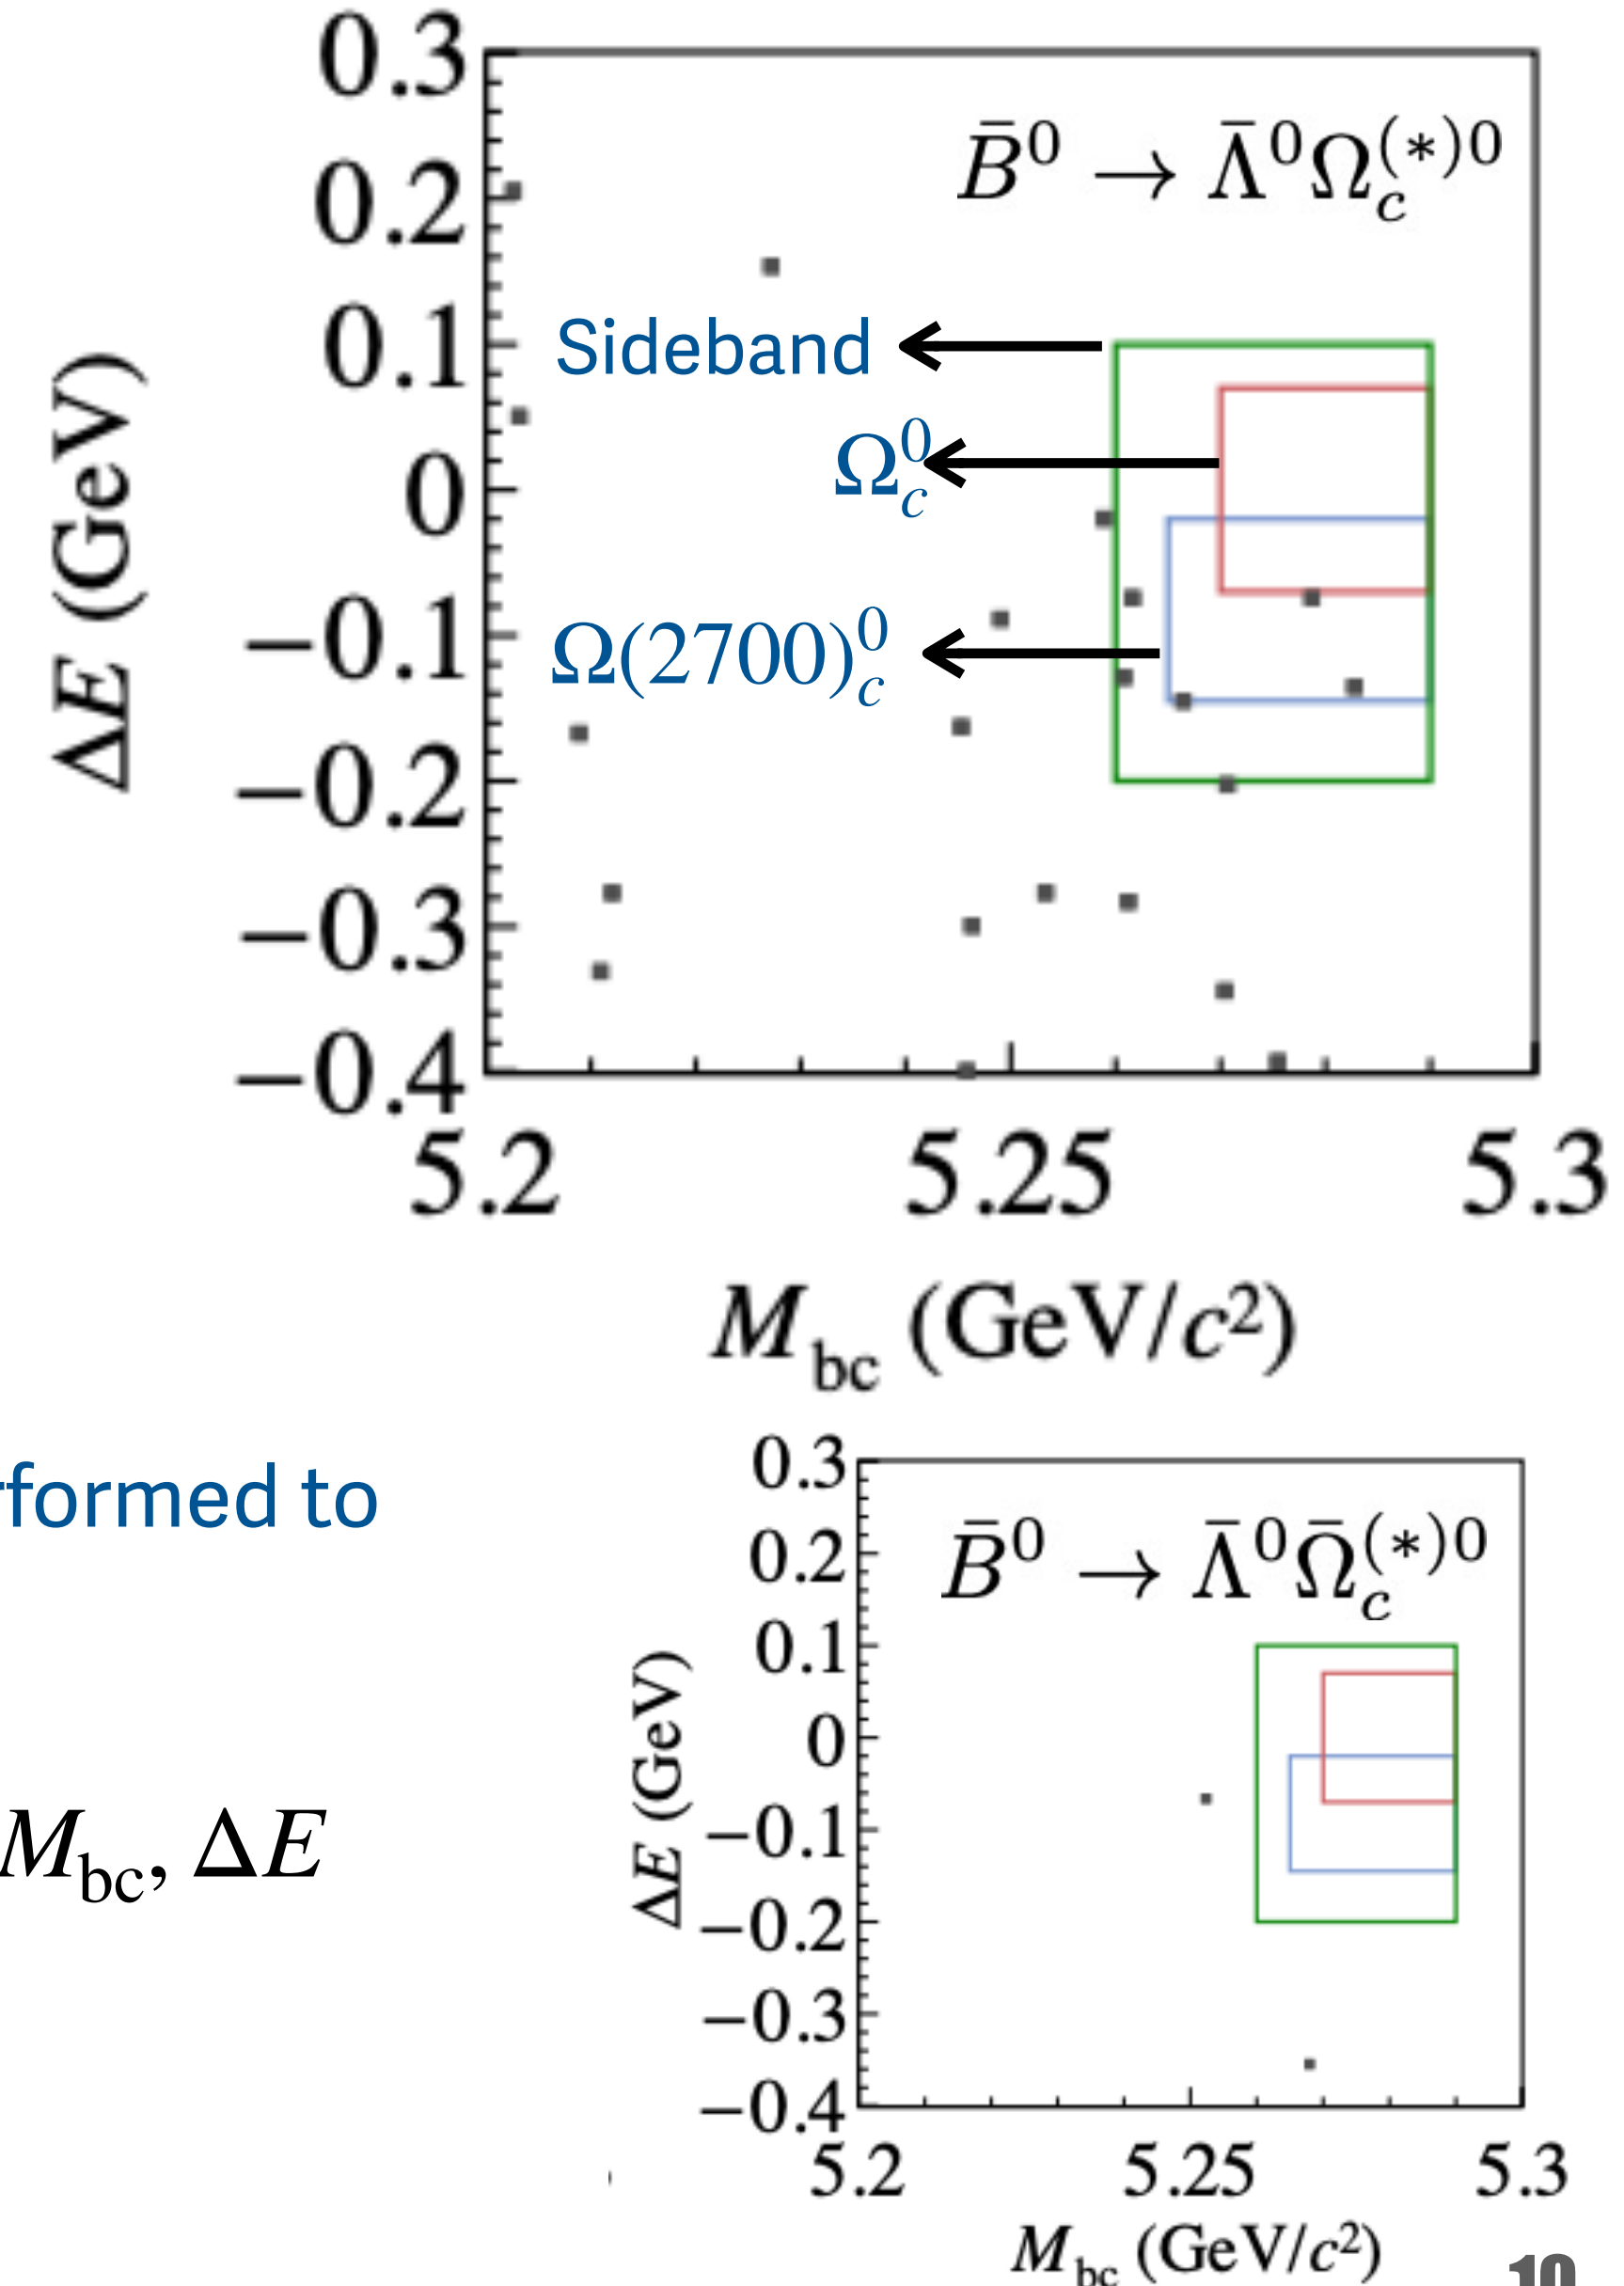 0.3
B̄⁰ → Λ̄⁰Ω_c^(*)0
0.2
Sideband
0.1
Ω_c^0
0
−0.1
Ω(2700)_c^0
−0.2
−0.3
−0.4
5.2 5.25 5.3
ΔE (GeV)
M_bc (GeV/c²)
formed to
M_bc, ΔE
0.3
B̄⁰ → Λ̄⁰Ω̄_c^(*)0
0.2
0.1
0
−0.1
−0.2
−0.3
−0.4
5.2 5.25 5.3
ΔE (GeV)
M_bc (GeV/c²)